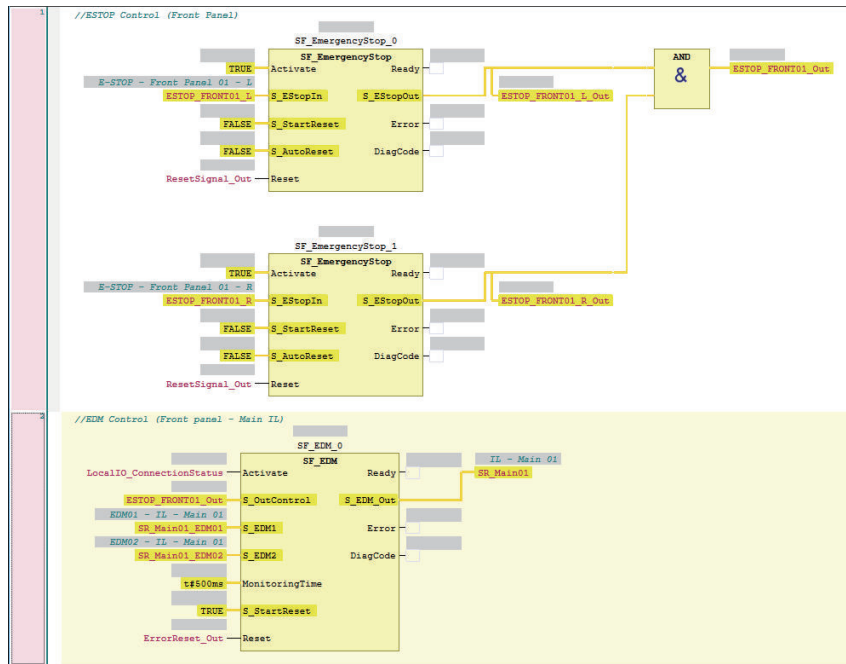 1
//ESTOP Control (Front Panel)
SF_EmergencyStop_0
SF_EmergencyStop
TRUE Activate Ready
E-STOP - Front Panel 01 - L
ESTOP_FRONT01_L S_EStopIn S_EStopOut ESTOP_FRONT01_L_Out
FALSE S_StartReset Error
FALSE S_AutoReset DiagCode
ResetSignal_Out Reset
AND
&
ESTOP_FRONT01_Out
SF_EmergencyStop_1
SF_EmergencyStop
TRUE Activate Ready
E-STOP - Front Panel 01 - R
ESTOP_FRONT01_R S_EStopIn S_EStopOut ESTOP_FRONT01_R_Out
FALSE S_StartReset Error
FALSE S_AutoReset DiagCode
ResetSignal_Out Reset
2
//EDM Control (Front panel - Main IL)
SF_EDM_0
SF_EDM
IL - Main 01
LocalIO_ConnectionStatus Activate Ready SR_Main01
ESTOP_FRONT01_Out S_OutControl S_EDM_Out
EDM01 - IL - Main 01
SR_Main01_EDM01 S_EDM1 Error
EDM02 - IL - Main 01
SR_Main01_EDM02 S_EDM2 DiagCode
t#500ms MonitoringTime
TRUE S_StartReset
ErrorReset_Out Reset